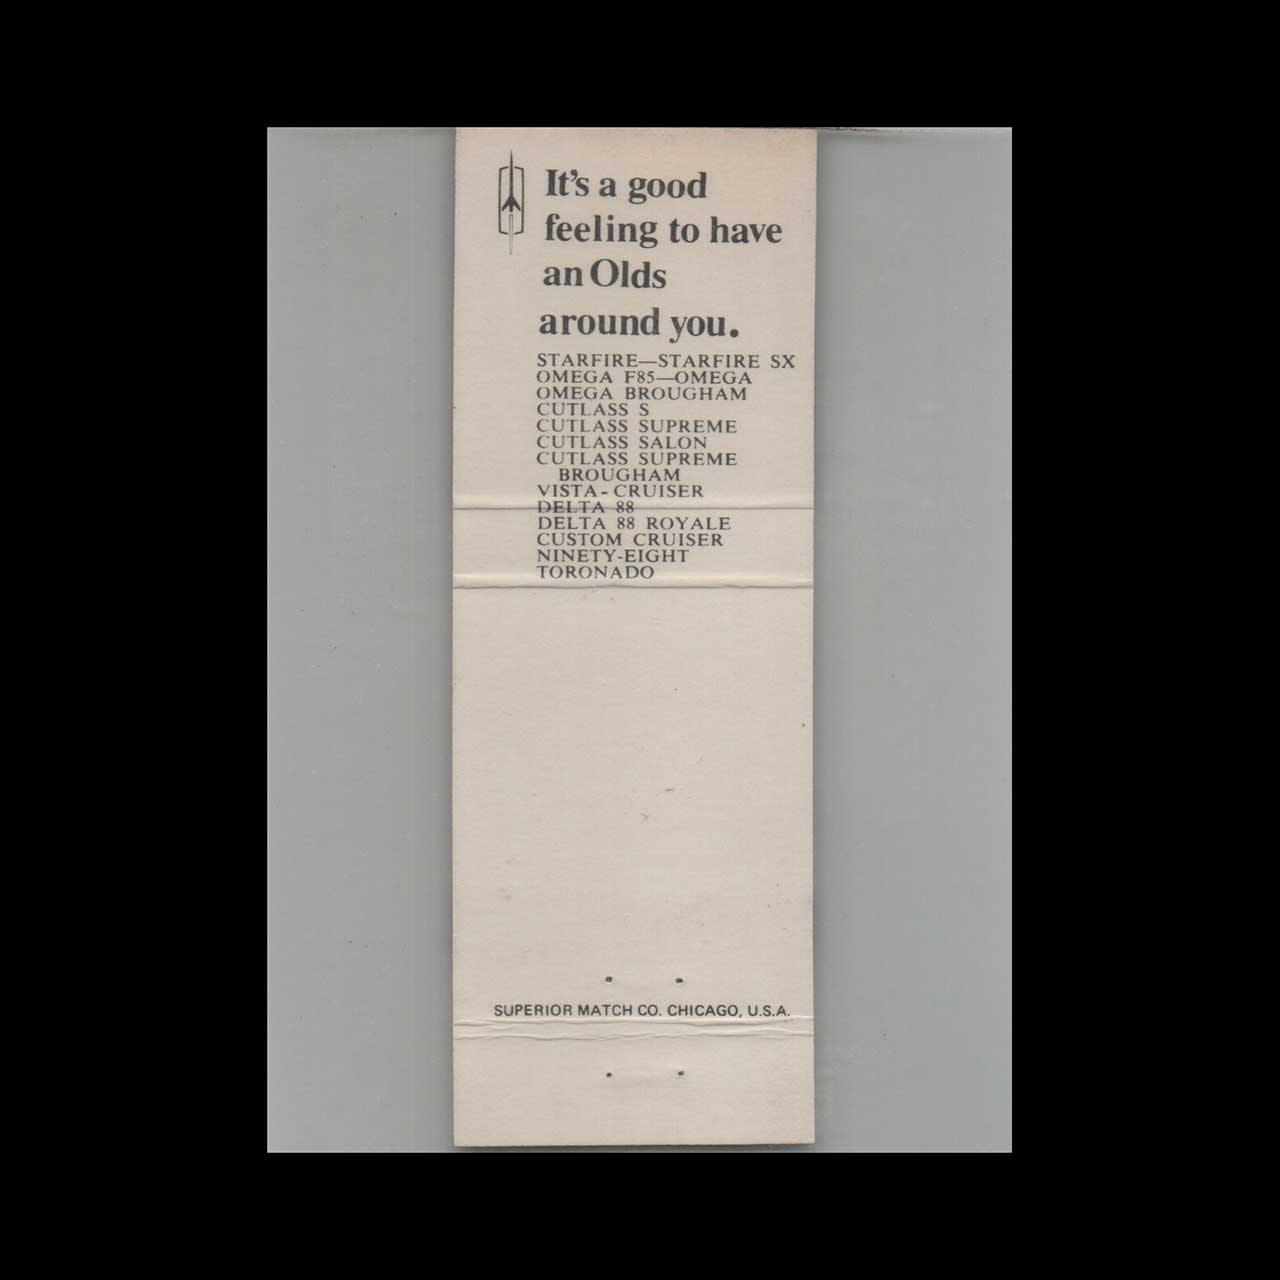 It's a good
feeling to have
an Olds
around you.
STARFIRE—STARFIRE SX
OMEGA F85—OMEGA
OMEGA BROUGHAM
CUTLASS S
CUTLASS SUPREME
CUTLASS SALON
CUTLASS SUPREME
BROUGHAM
VISTA-CRUISER
DELTA 88
DELTA 88 ROYALE
CUSTOM CRUISER
NINETY-EIGHT
TORONADO
SUPERIOR MATCH CO. CHICAGO, U.S.A.